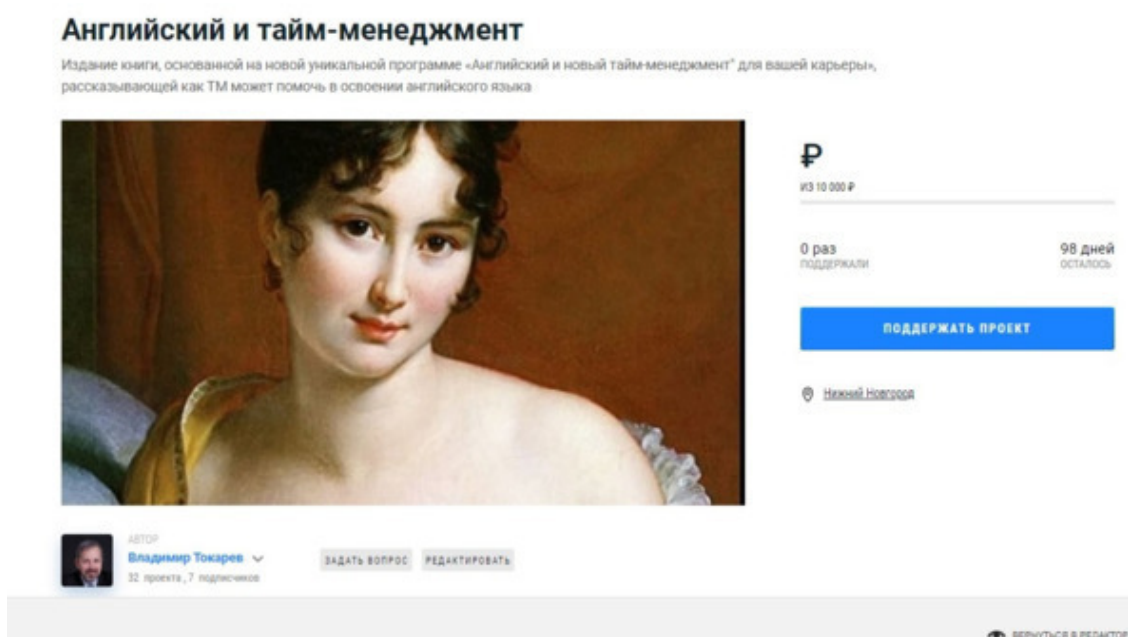 Английский и тайм-менеджмент
Издание книги, основанной на новой уникальной программе «Английский и новый тайм-менеджмент" для вашей карьеры»,
рассказывающей как ТМ может помочь в освоении английского языка
₽
ИЗ 10 000 ₽
0 раз
ПОДДЕРЖАЛИ
98 дней
ОСТАЛОСЬ
ПОДДЕРЖАТЬ ПРОЕКТ
Нижний Новгород
АВТОР
Владимир Токарев
32 проекта, 7 подписчиков
ЗАДАТЬ ВОПРОС
РЕДАКТИРОВАТЬ
ВЕРНУТЬСЯ В РЕДАКТОР